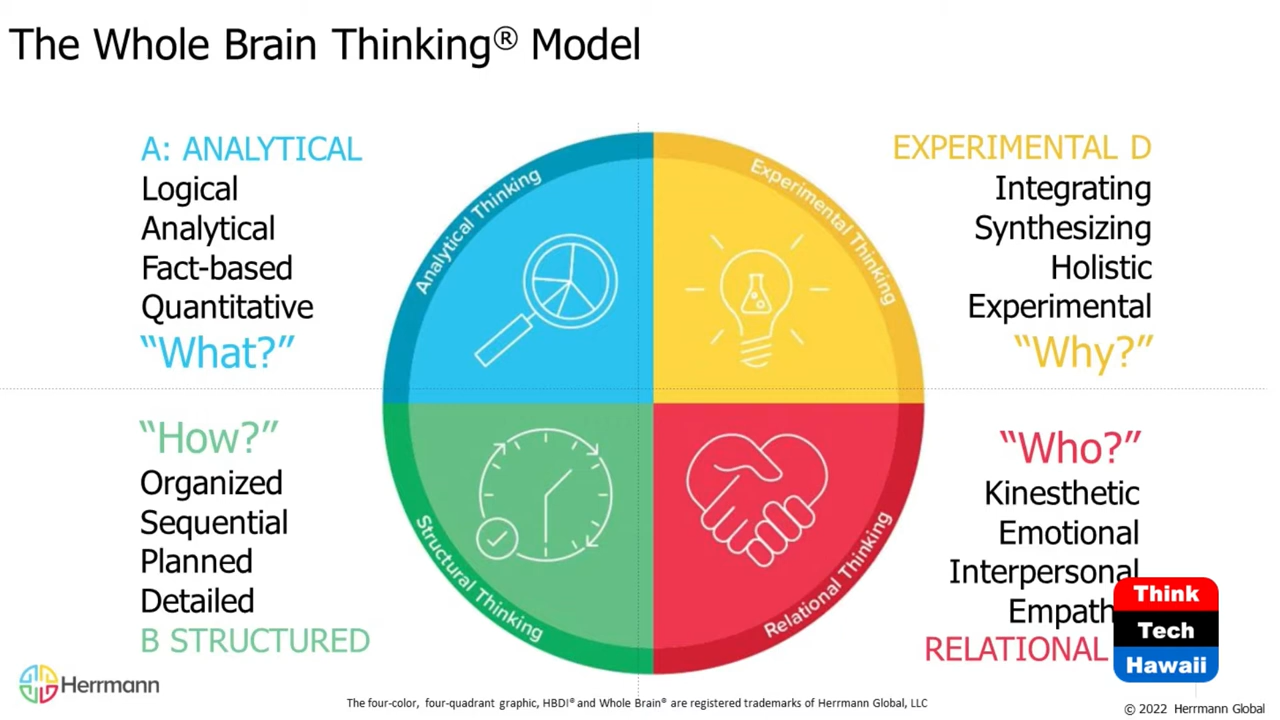 The Whole Brain Thinking® Model
A: ANALYTICAL
Logical
Analytical
Fact-based
Quantitative
“What?”
EXPERIMENTAL D
Integrating
Synthesizing
Holistic
Experimental
“Why?”
Analytical Thinking
Experimental Thinking
Structural Thinking
Relational Thinking
“How?”
Organized
Sequential
Planned
Detailed
B STRUCTURED
“Who?”
Kinesthetic
Emotional
Interpersonal
RELATIONAL
Think
Tech
Hawaii
Herrmann
The four-color, four-quadrant graphic, HBDI® and Whole Brain® are registered trademarks of Herrmann Global, LLC
© 2022 Herrmann Global